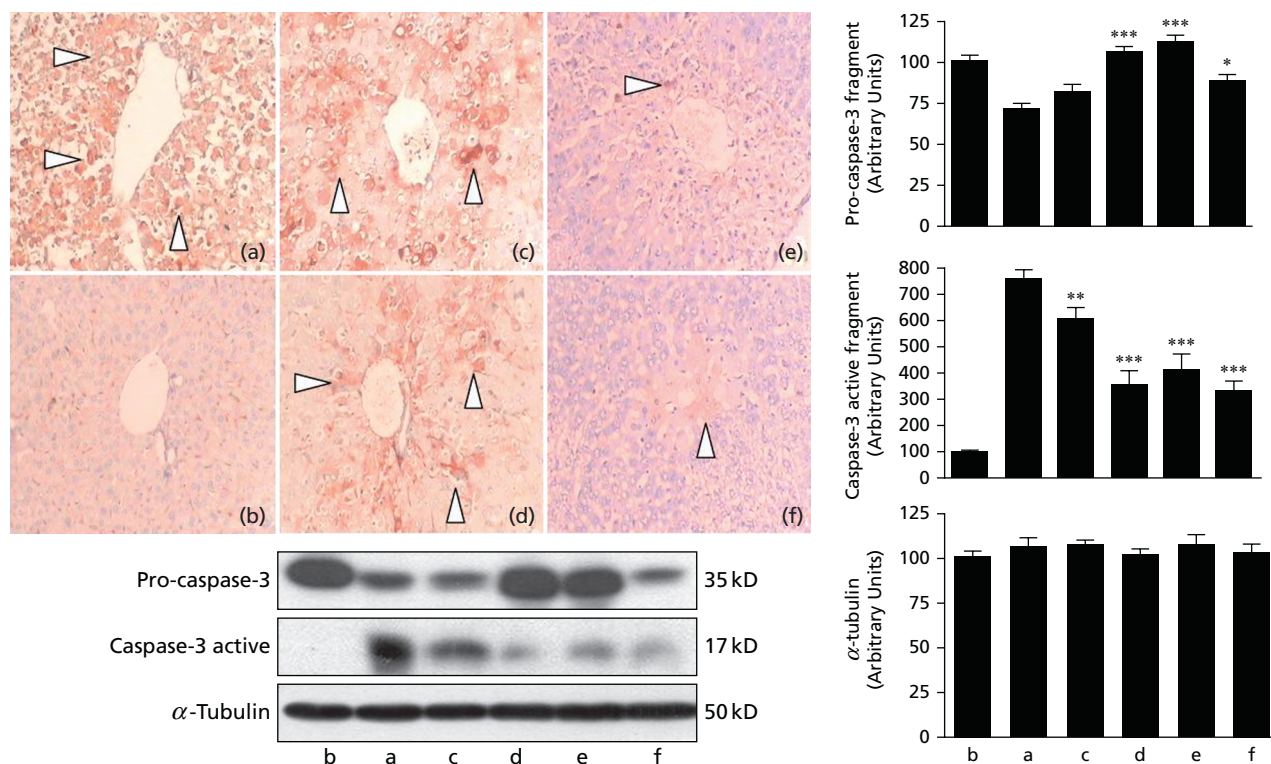 (a)
(c)
(e)
(b)
(d)
(f)
Pro-caspase-3
35 kD
Caspase-3 active
17 kD
α-Tubulin
50 kD
b a c d e f
Pro-caspase-3 fragment
(Arbitrary Units)
125
100
75
50
25
0
*** *** *
Caspase-3 active fragment
(Arbitrary Units)
800
700
600
500
400
300
200
100
0
** *** *** ***
α-tubulin
(Arbitrary Units)
125
100
75
50
25
0
b a c d e f